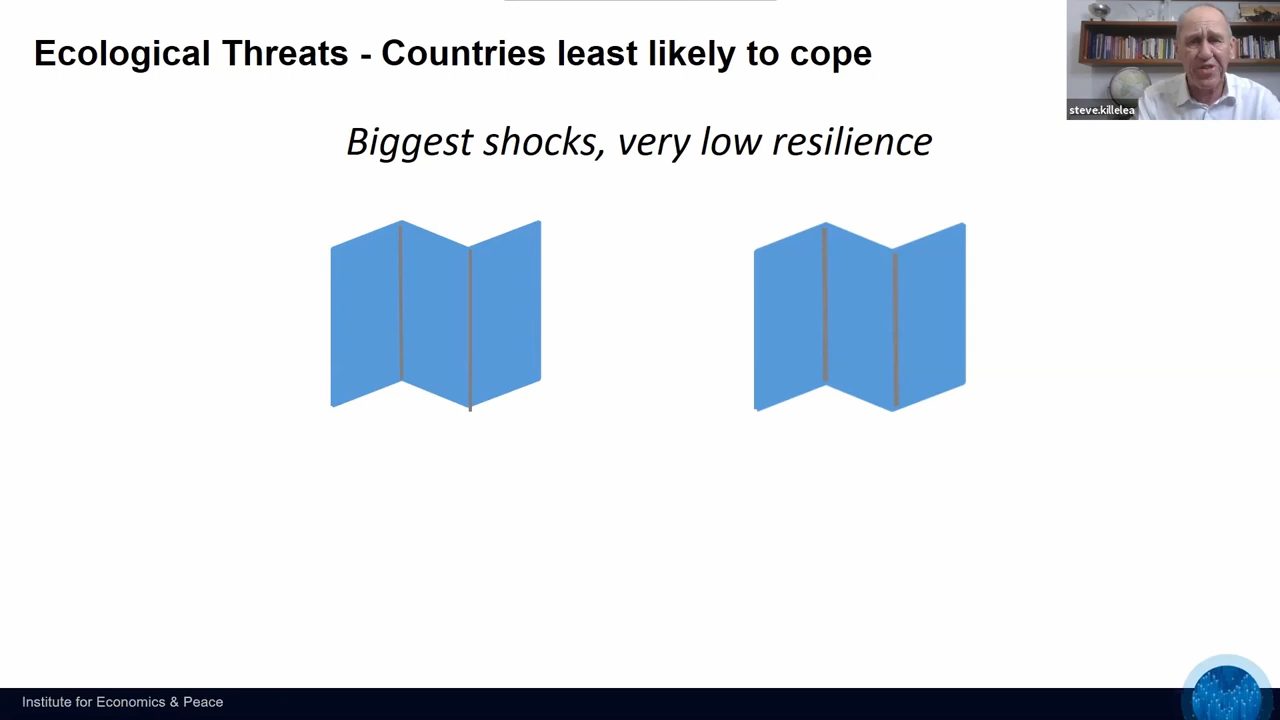 Ecological Threats - Countries least likely to cope
steve.killelea
Biggest shocks, very low resilience
Institute for Economics & Peace